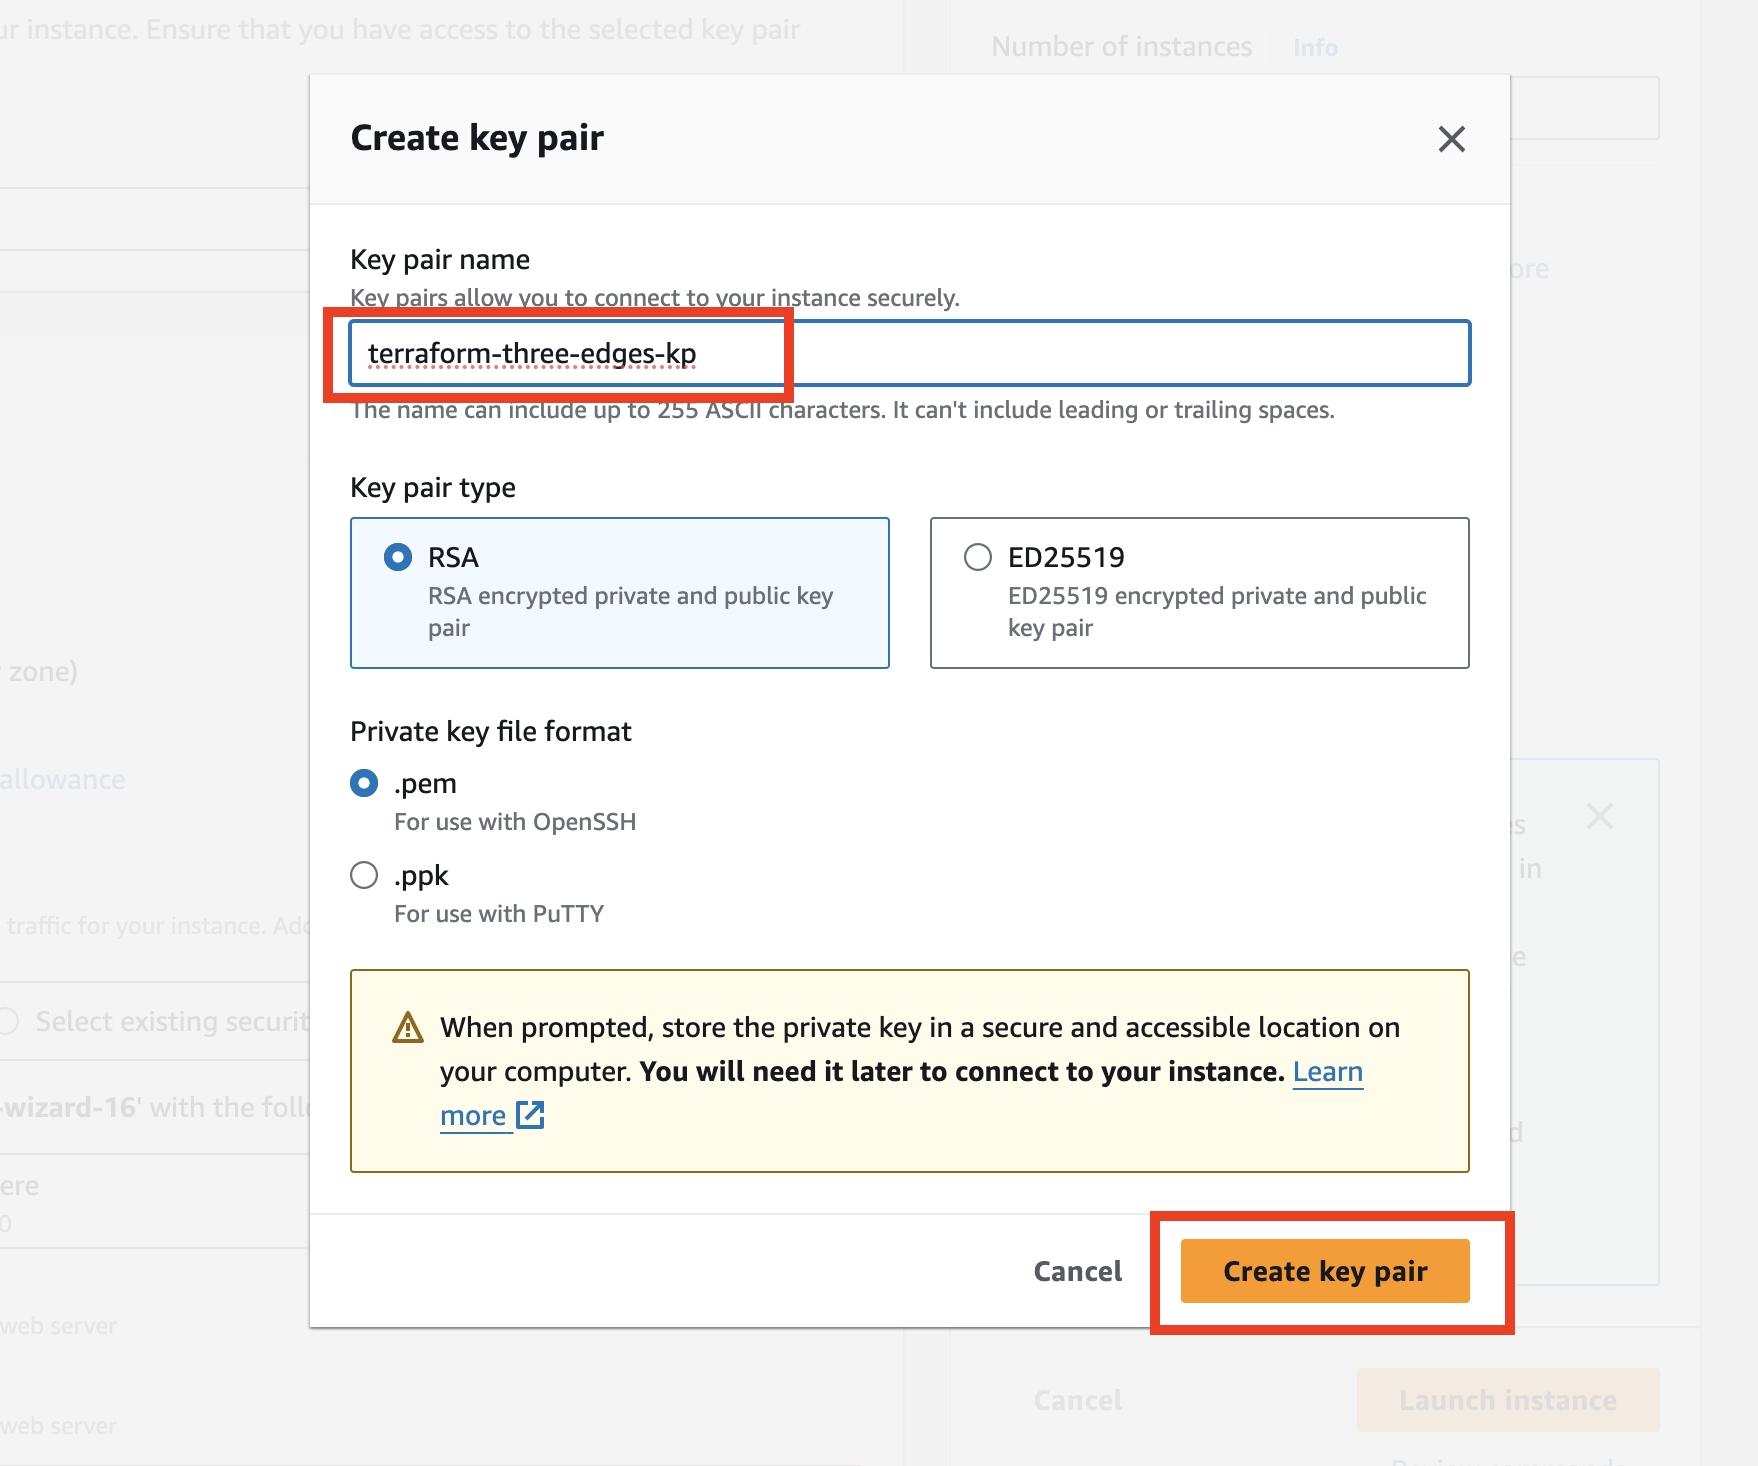 ur instance. Ensure that you have access to the selected key pair
Number of instances Info
Create key pair
Key pair name
Key pairs allow you to connect to your instance securely.
terraform-three-edges-kp
The name can include up to 255 ASCII characters. It can't include leading or trailing spaces.
ore
Key pair type
RSA
RSA encrypted private and public key
pair
ED25519
ED25519 encrypted private and public
key pair
zone)
Private key file format
.pem
For use with OpenSSH
.ppk
For use with PuTTY
allowance
es
in
e
d
traffic for your instance. Add
Select existing securit
-wizard-16' with the follo
ere
0
When prompted, store the private key in a secure and accessible location on
your computer. You will need it later to connect to your instance. Learn
more
Cancel
Create key pair
web server
web server
Cancel
Launch instance